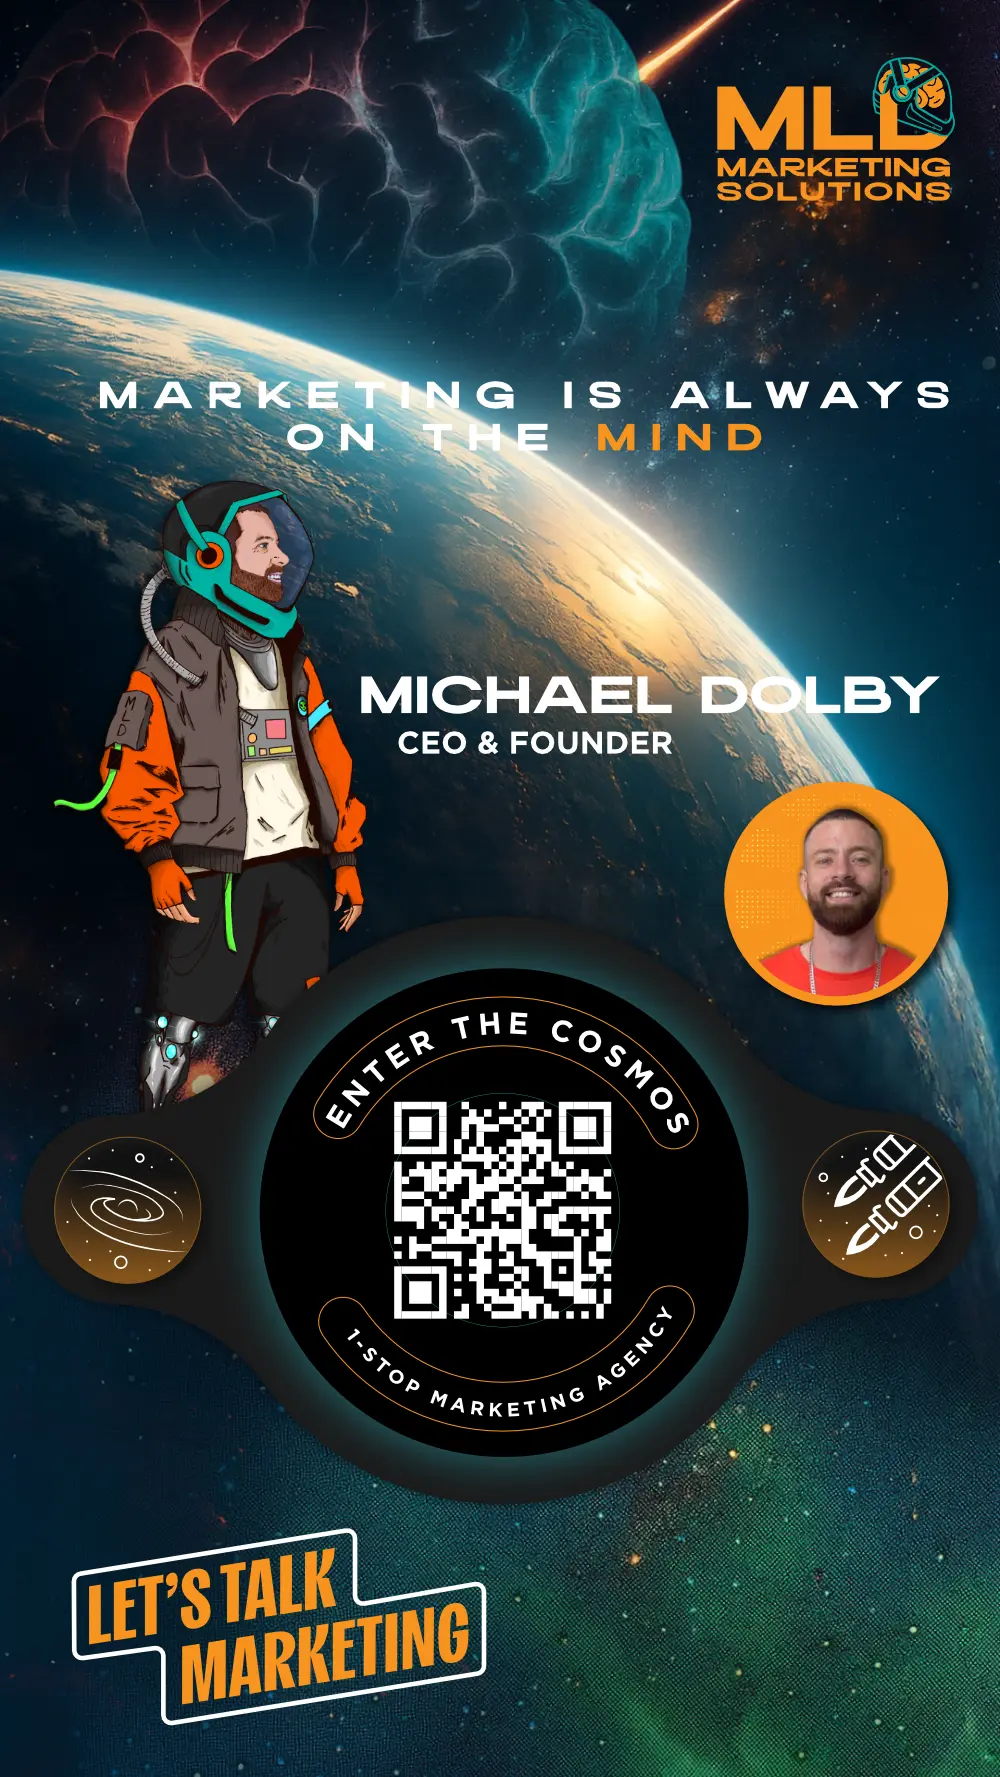 MLD
MARKETING
SOLUTIONS
MARKETING IS ALWAYS
ON THE MIND
MLD
MICHAEL DOLBY
CEO & FOUNDER
ENTER THE COSMOS
1-STOP MARKETING AGENCY
LET'S TALK
MARKETING